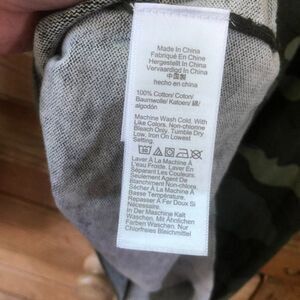 Made In China
Fabriqué En Chine
Hergestellt In China
Vervaardigd In China
中国製
hecho en china
100% Cotton/ Coton/
Baumwolle/ Katoen/ 綿/
algodón
Machine Wash Cold, With
Like Colors. Non-chlorine
Bleach Only. Tumble Dry
Low, Iron On Lowest
Setting.
Laver À La Machine À
L'eau Froide. Laver En
Séparant Les Couleurs.
Agent De Blanchiment
Non Chloré Seulement.
Sécher À La Machine À
Basse Température.
Repasser À Fer Doux Si
Nécessaire.
In Der Maschine Kalt
Waschen. Mit Ähnlichen
Farben Waschen. Nur
Chlorfreies Bleichmittel